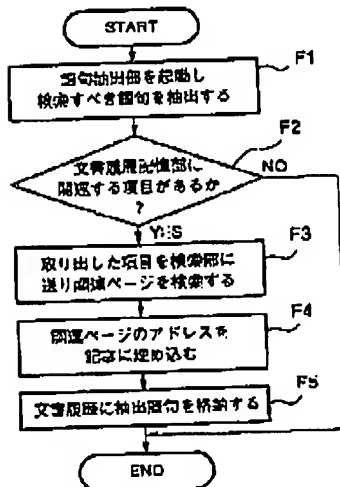 START
F1
語句抽出部を起動し
検索すべき語句を抽出する
F2
文書履歴記憶部に
関連する項目があるか
?
NO
YES
F3
取り出した項目を検索部に
送り関連ページを検索する
F4
関連ページのアドレスを
記事に埋め込む
F5
文書履歴に抽出語句を格納する
END